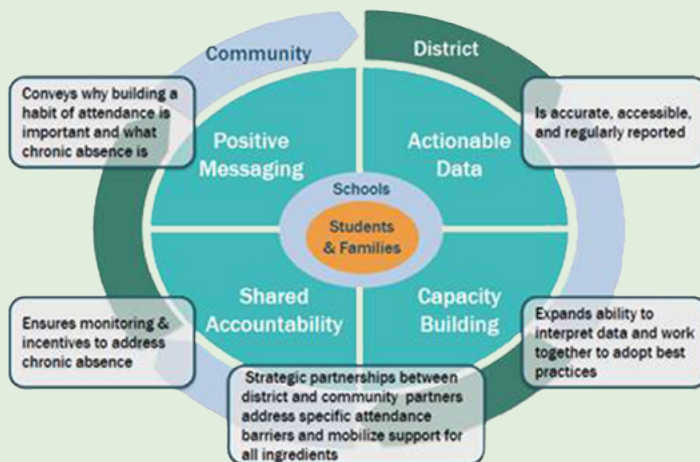 Community
District
Conveys why building a
habit of attendance is
important and what
chronic absence is
Positive
Messaging
Actionable
Data
Is accurate, accessible,
and regularly reported
Schools
Students
& Families
Shared
Accountability
Capacity
Building
Ensures monitoring &
incentives to address
chronic absence
Expands ability to
interpret data and work
together to adopt best
practices
Strategic partnerships between
district and community partners
address specific attendance
barriers and mobilize support for
all ingredients